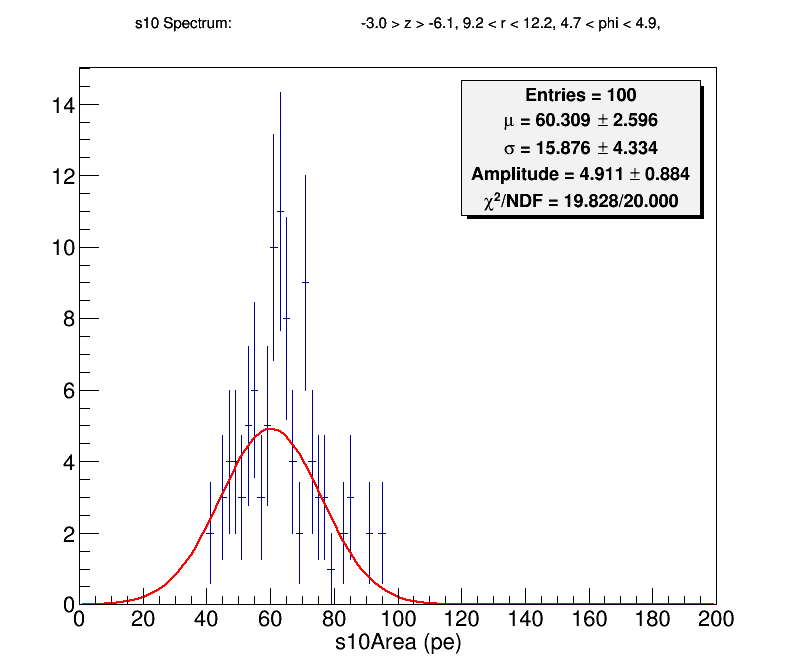 s10 Spectrum: -3.0 > z > -6.1, 9.2 < r < 12.2, 4.7 < phi < 4.9,
Entries = 100
μ = 60.309 ± 2.596
σ = 15.876 ± 4.334
Amplitude = 4.911 ± 0.884
χ²/NDF = 19.828/20.000
14
12
10
8
6
4
2
0
0 20 40 60 80 100 120 140 160 180 200
s10Area (pe)